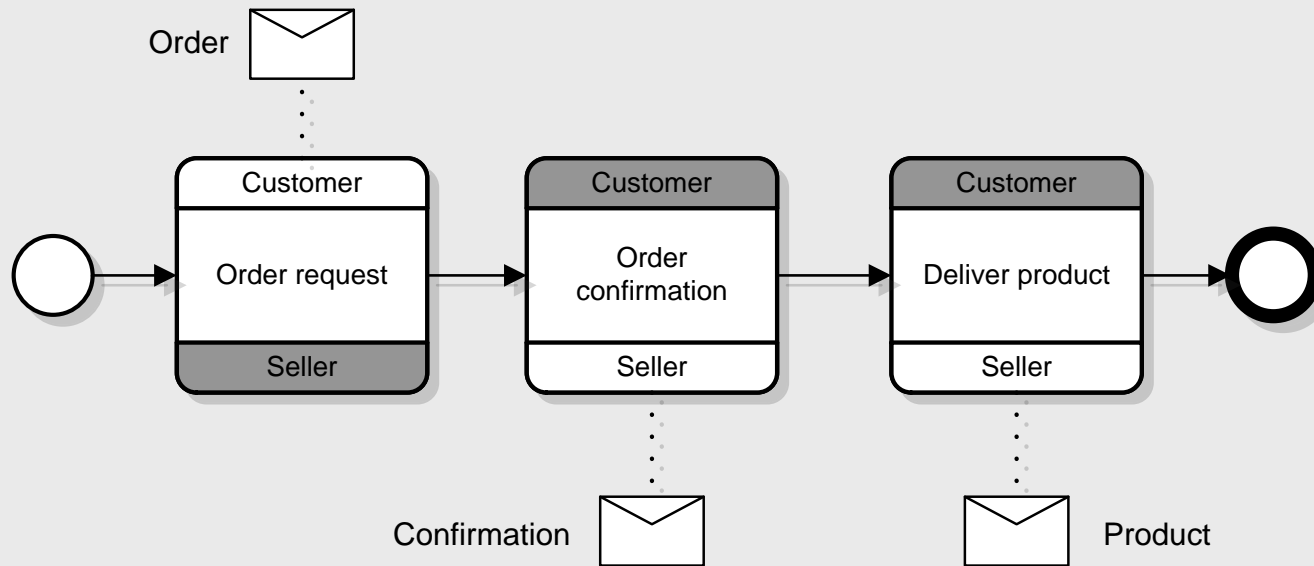 Order
Customer
Order request
Seller
Customer
Order
confirmation
Seller
Customer
Deliver product
Seller
Confirmation
Product